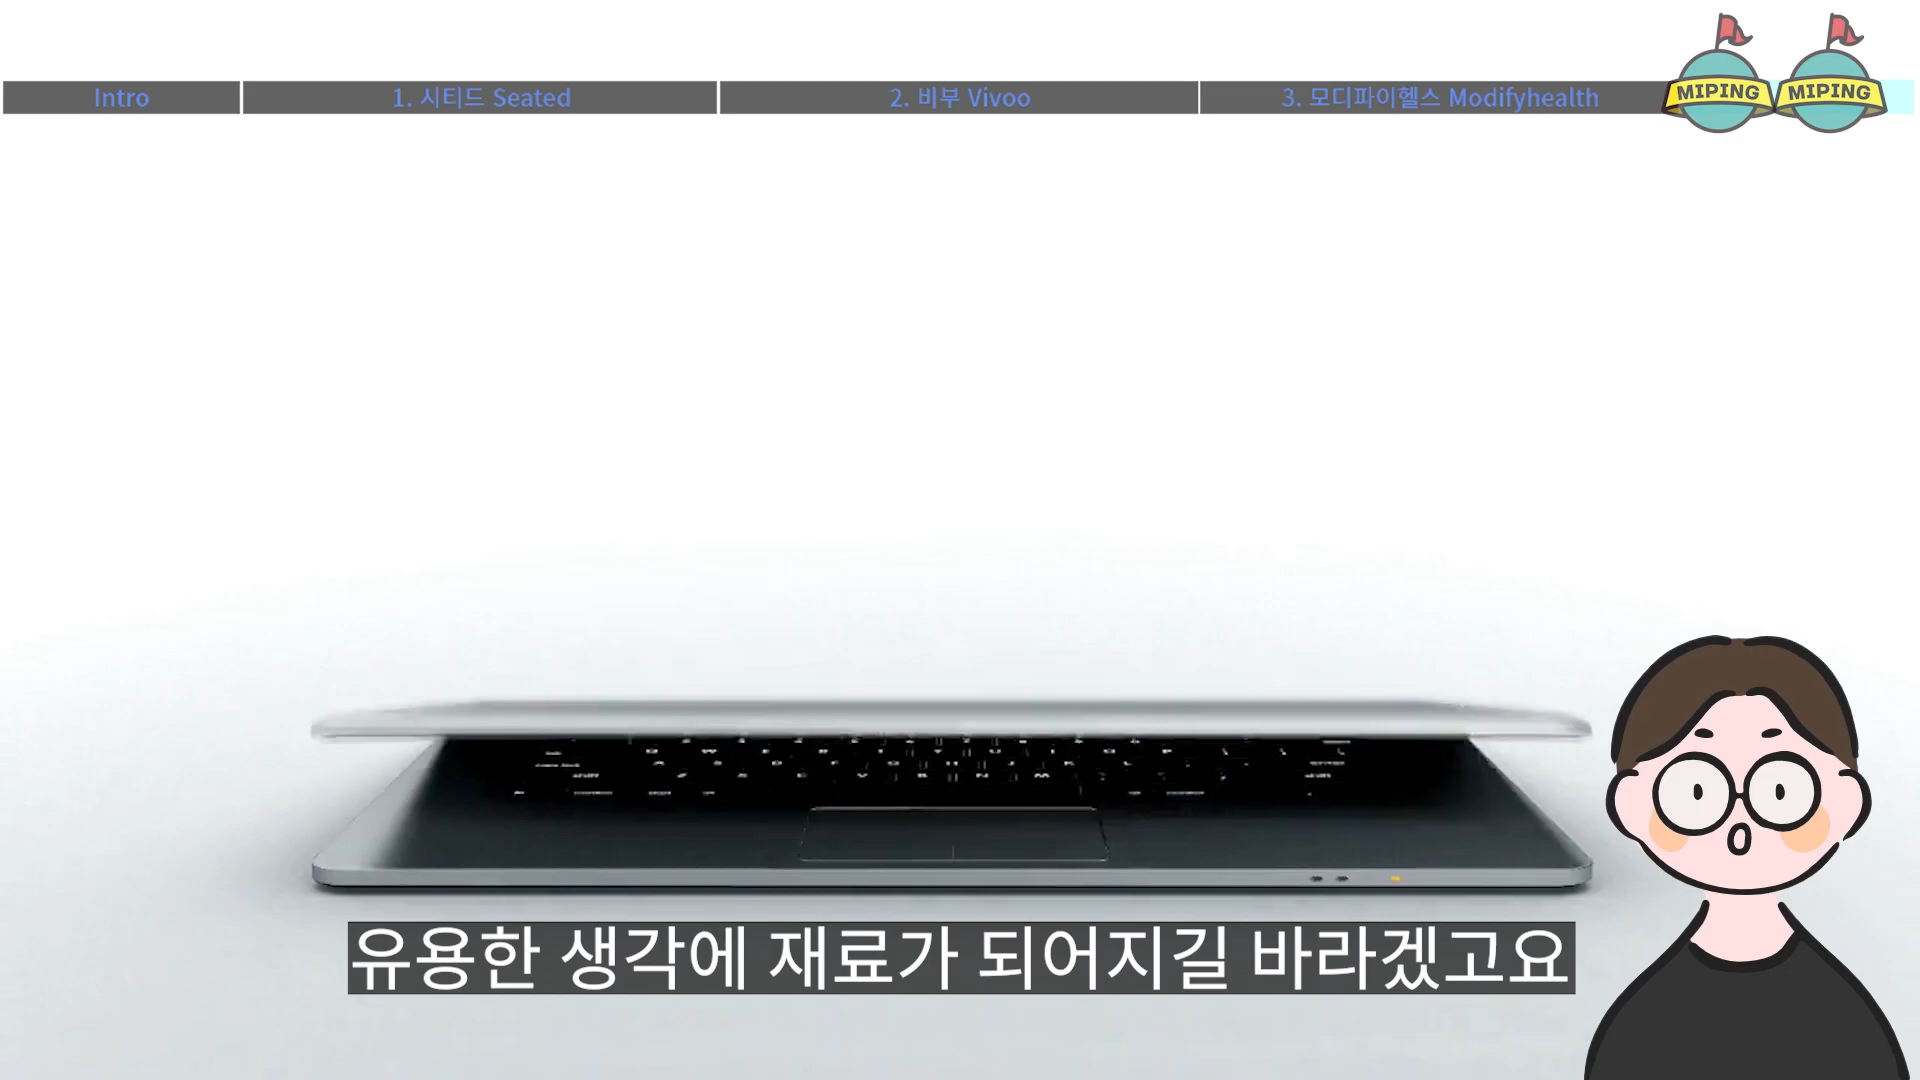 Intro
1. 시티드 Seated
2. 비부 Vivoo
3. 모디파이헬스 Modifyhealth
MIPING
MIPING
유용한 생각에 재료가 되어지길 바라겠고요